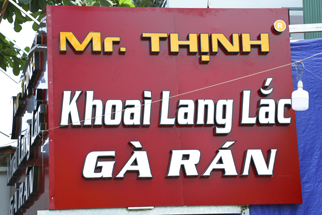 Mr. THỊNH
Khoai Lang Lắc
GÀ RÁN